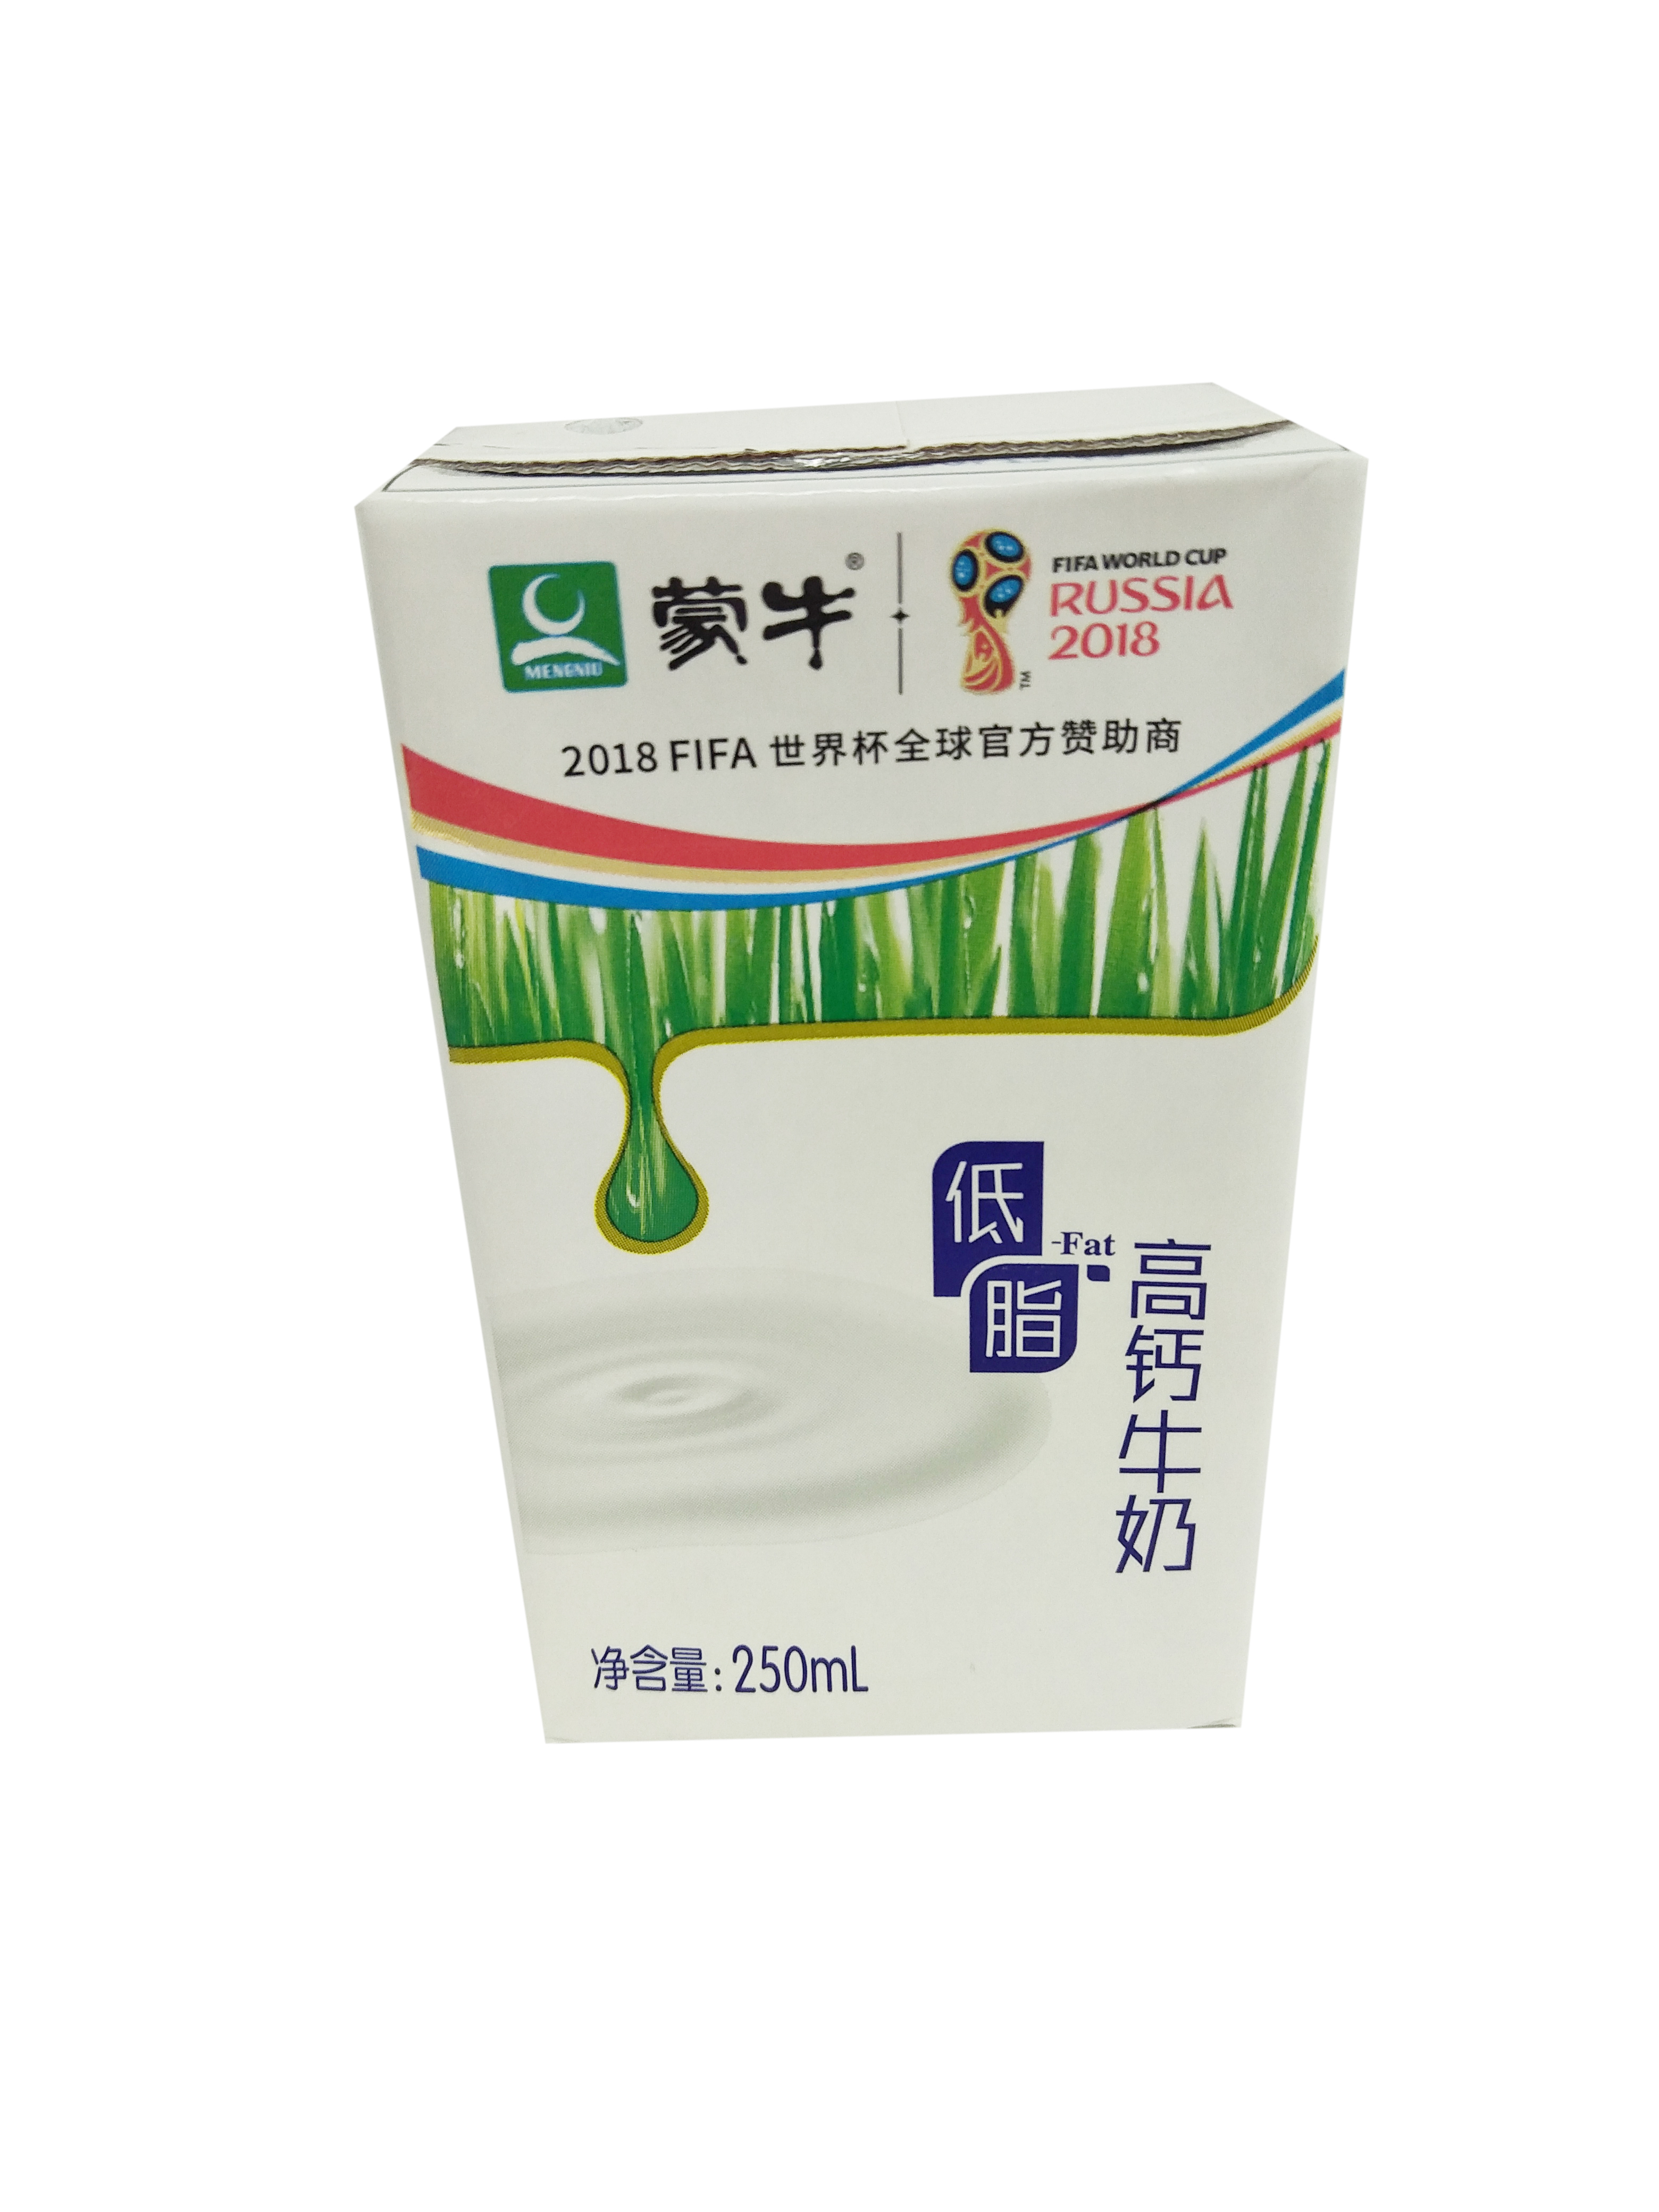 MENGNIU
蒙牛®
FIFA WORLD CUP
RUSSIA
2018
TM
2018 FIFA 世界杯全球官方赞助商
低脂
-Fat
高钙牛奶
净含量:250mL